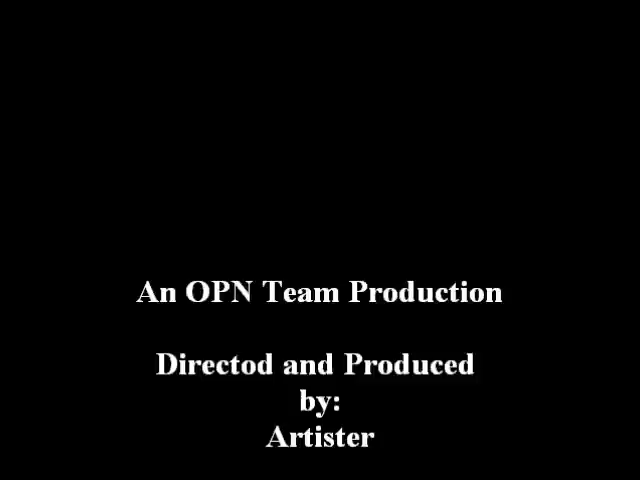 An OPN Team Production
Directod and Produced
by:
Artister